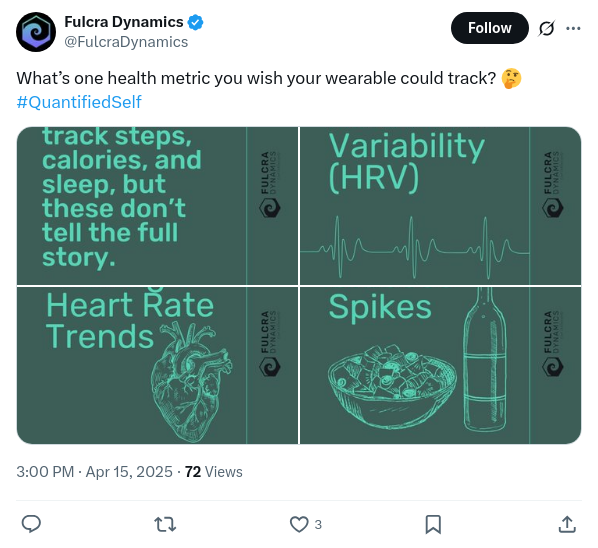 Fulcra Dynamics
@FulcraDynamics
Follow
What's one health metric you wish your wearable could track? 🤔
#QuantifiedSelf
track steps,
calories, and
sleep, but
these don't
tell the full
story.
FULCRA
DYNAMICS
Variability
(HRV)
FULCRA
DYNAMICS
Heart Rate
Trends
FULCRA
DYNAMICS
Spikes
FULCRA
DYNAMICS
3:00 PM · Apr 15, 2025 · 72 Views
3